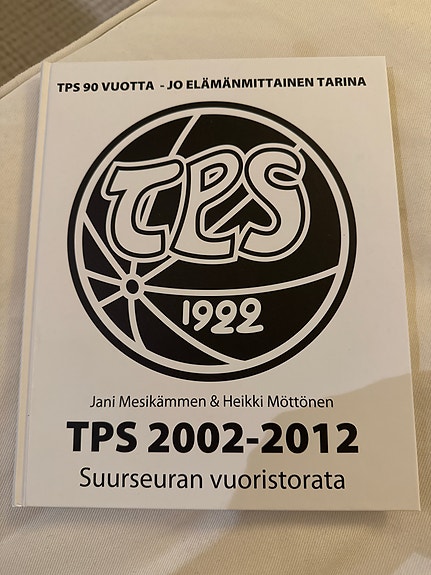 TPS 90 VUOTTA - JO ELÄMÄNMITTAINEN TARINA
TPS
1922
Jani Mesikämmen & Heikki Möttönen
TPS 2002-2012
Suurseuran vuoristorata